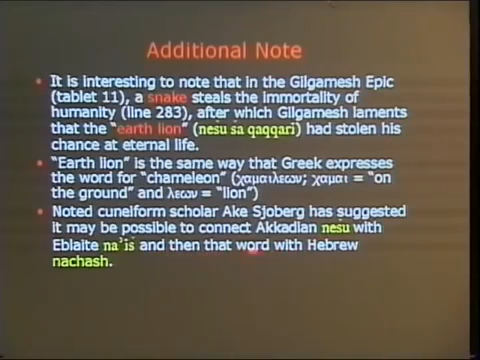 Additional Note
• It is interesting to note that in the Gilgamesh Epic
(tablet 11), a snake steals the immortality of
humanity (line 283), after which Gilgamesh laments
that the “earth lion” (nešu sa qaqqari) had stolen his
chance at eternal life.
• “Earth lion” is the same way that Greek expresses
the word for “chameleon” (χαμαιλεων; χαμαι = “on
the ground” and λεων = “lion”)
• Noted cuneiform scholar Ake Sjoberg has suggested
it may be possible to connect Akkadian nešu with
Eblaite na’iš and then that word with Hebrew
nachash.